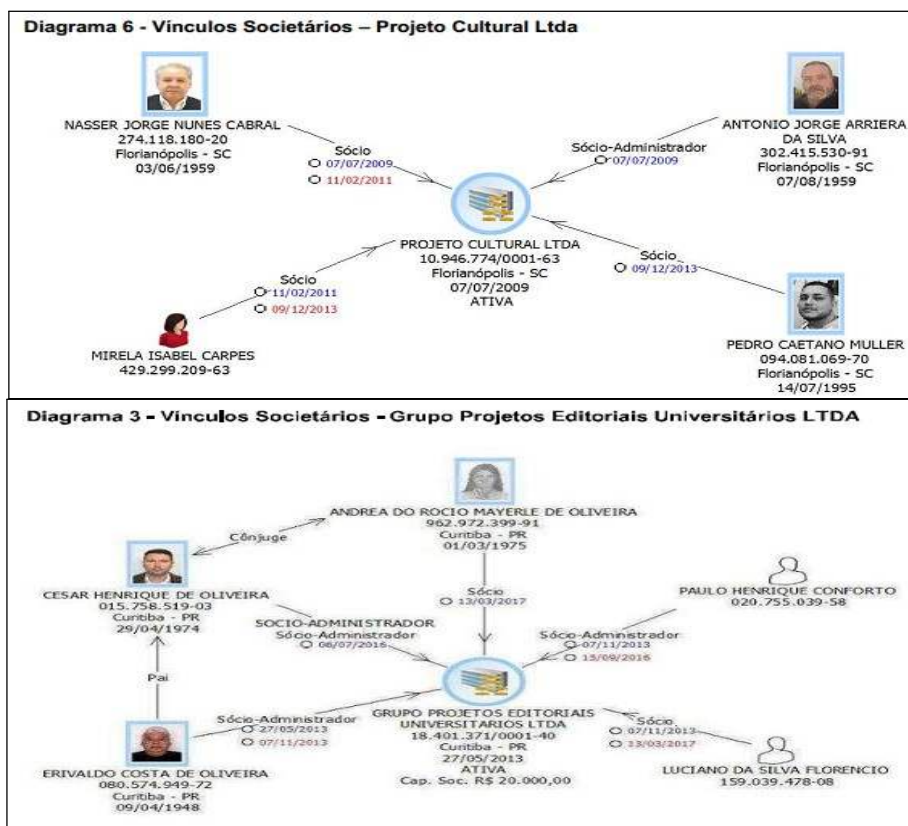 Diagrama 6 - Vínculos Societários – Projeto Cultural Ltda
NASSER JORGE NUNES CABRAL
274.118.180-20
Florianópolis - SC
03/06/1959
Sócio
07/07/2009
11/02/2011
ANTONIO JORGE ARRIERA
DA SILVA
302.415.530-91
Florianópolis - SC
07/08/1959
Sócio-Administrador
07/07/2009
PROJETO CULTURAL LTDA
10.946.774/0001-63
Florianópolis - SC
07/07/2009
ATIVA
Sócio
11/02/2011
09/12/2013
MIRELA ISABEL CARPES
429.299.209-63
Sócio
09/12/2013
PEDRO CAETANO MULLER
094.081.069-70
Florianópolis - SC
14/07/1995
Diagrama 3 - Vínculos Societários - Grupo Projetos Editoriais Universitários LTDA
ANDREA DO ROCIO MAYERLE DE OLIVEIRA
962.972.399-91
Curitiba - PR
01/03/1975
Cônjuge
CESAR HENRIQUE DE OLIVEIRA
015.758.519-03
Curitiba - PR
29/04/1974
SOCIO-ADMINISTRADOR
Sócio-Administrador
06/07/2016
Sócio
13/03/2017
PAULO HENRIQUE CONFORTO
020.755.039-58
Sócio-Administrador
07/11/2013
15/09/2016
Pai
Sócio-Administrador
27/05/2013
07/11/2013
GRUPO PROJETOS EDITORIAIS
UNIVERSITARIOS LTDA
18.401.371/0001-40
Curitiba - PR
27/05/2013
ATIVA
Cap. Soc. R$ 20.000,00
Sócio
07/11/2013
13/03/2017
LUCIANO DA SILVA FLORENCIO
159.039.478-08
ERIVALDO COSTA DE OLIVEIRA
080.574.949-72
Curitiba - PR
09/04/1948